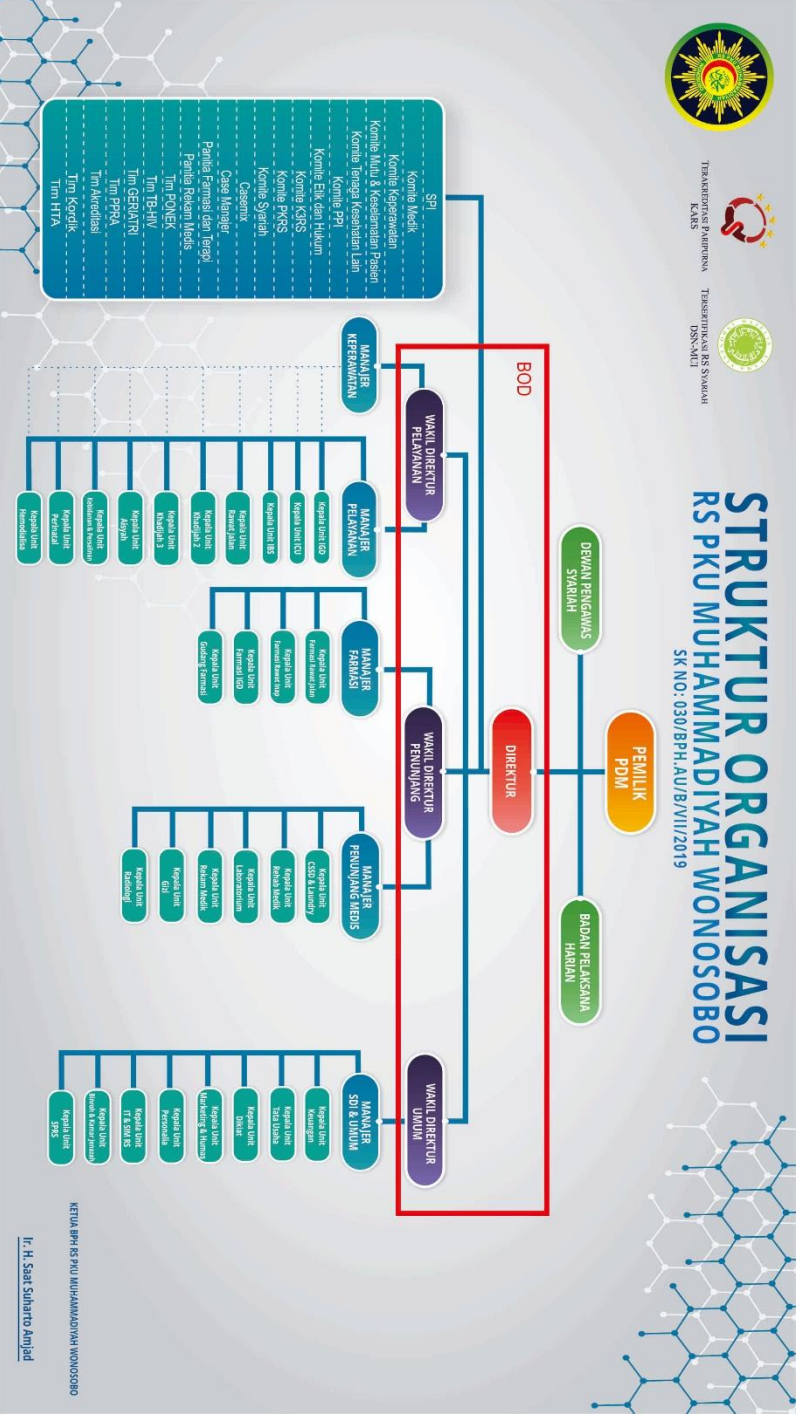 STRUKTUR ORGANISASI
RS PKU MUHAMMADIYAH WONOSOBO
SK NO: 030/BPH.AU/B/VII/2019
TERAKREDITASI PARIPURNA
KARS
TERSERTIFIKASI RS SYARIAH
DSN-MUI
PEMILIK
PDM
DEWAN PENGAWAS
SYARIAH
BADAN PELAKSANA
HARIAN
BOD
DIREKTUR
WAKIL DIREKTUR
PELAYANAN
WAKIL DIREKTUR
PENUNJANG
WAKIL DIREKTUR
UMUM
SPI
Komite Medik
Komite Keperawatan
Komite Mutu & Keselamatan Pasien
Komite Tenaga Kesehatan Lain
Komite PPI
Komite Etik dan Hukum
Komite K3RS
Komite PKRS
Komite Syariah
Casemix
Case Manajer
Panitia Farmasi dan Terapi
Panitia Rekam Medis
Tim PONEK
Tim TB-HIV
Tim GERIATRI
Tim PPRA
Tim Akreditasi
Tim Kordik
Tim HTA
MANAJER
KEPERAWATAN
MANAJER
PELAYANAN
Kepala Unit IGD
Kepala Unit ICU
Kepala Unit IBS
Kepala Unit
Rawat Jalan
Kepala Unit
Khadijah 2
Kepala Unit
Khadijah 3
Kepala Unit
Aisyah
Kepala Unit
Kebidanan & Persalinan
Kepala Unit
Perinatal
Kepala Unit
Hemodialisa
MANAJER
FARMASI
Kepala Unit
Farmasi Rawat Jalan
Kepala Unit
Farmasi Rawat Inap
Kepala Unit
Farmasi IGD
Kepala Unit
Gudang Farmasi
MANAJER
PENUNJANG MEDIS
Kepala Unit
CSSD & Laundry
Kepala Unit
Rehab Medik
Kepala Unit
Laboratorium
Kepala Unit
Rekam Medik
Kepala Unit
Gizi
Kepala Unit
Radiologi
MANAJER
SDI & UMUM
Kepala Unit
Keuangan
Kepala Unit
Tata Usaha
Kepala Unit
Diklat
Kepala Unit
Marketing & Humas
Kepala Unit
Personalia
Kepala Unit
IT & SIM RS
Kepala Unit
Binroh & Kamar Jenazah
Kepala Unit
SPRS
KETUA BPH RS PKU MUHAMMADIYAH WONOSOBO
Ir. H. Saat Suharto Amjad